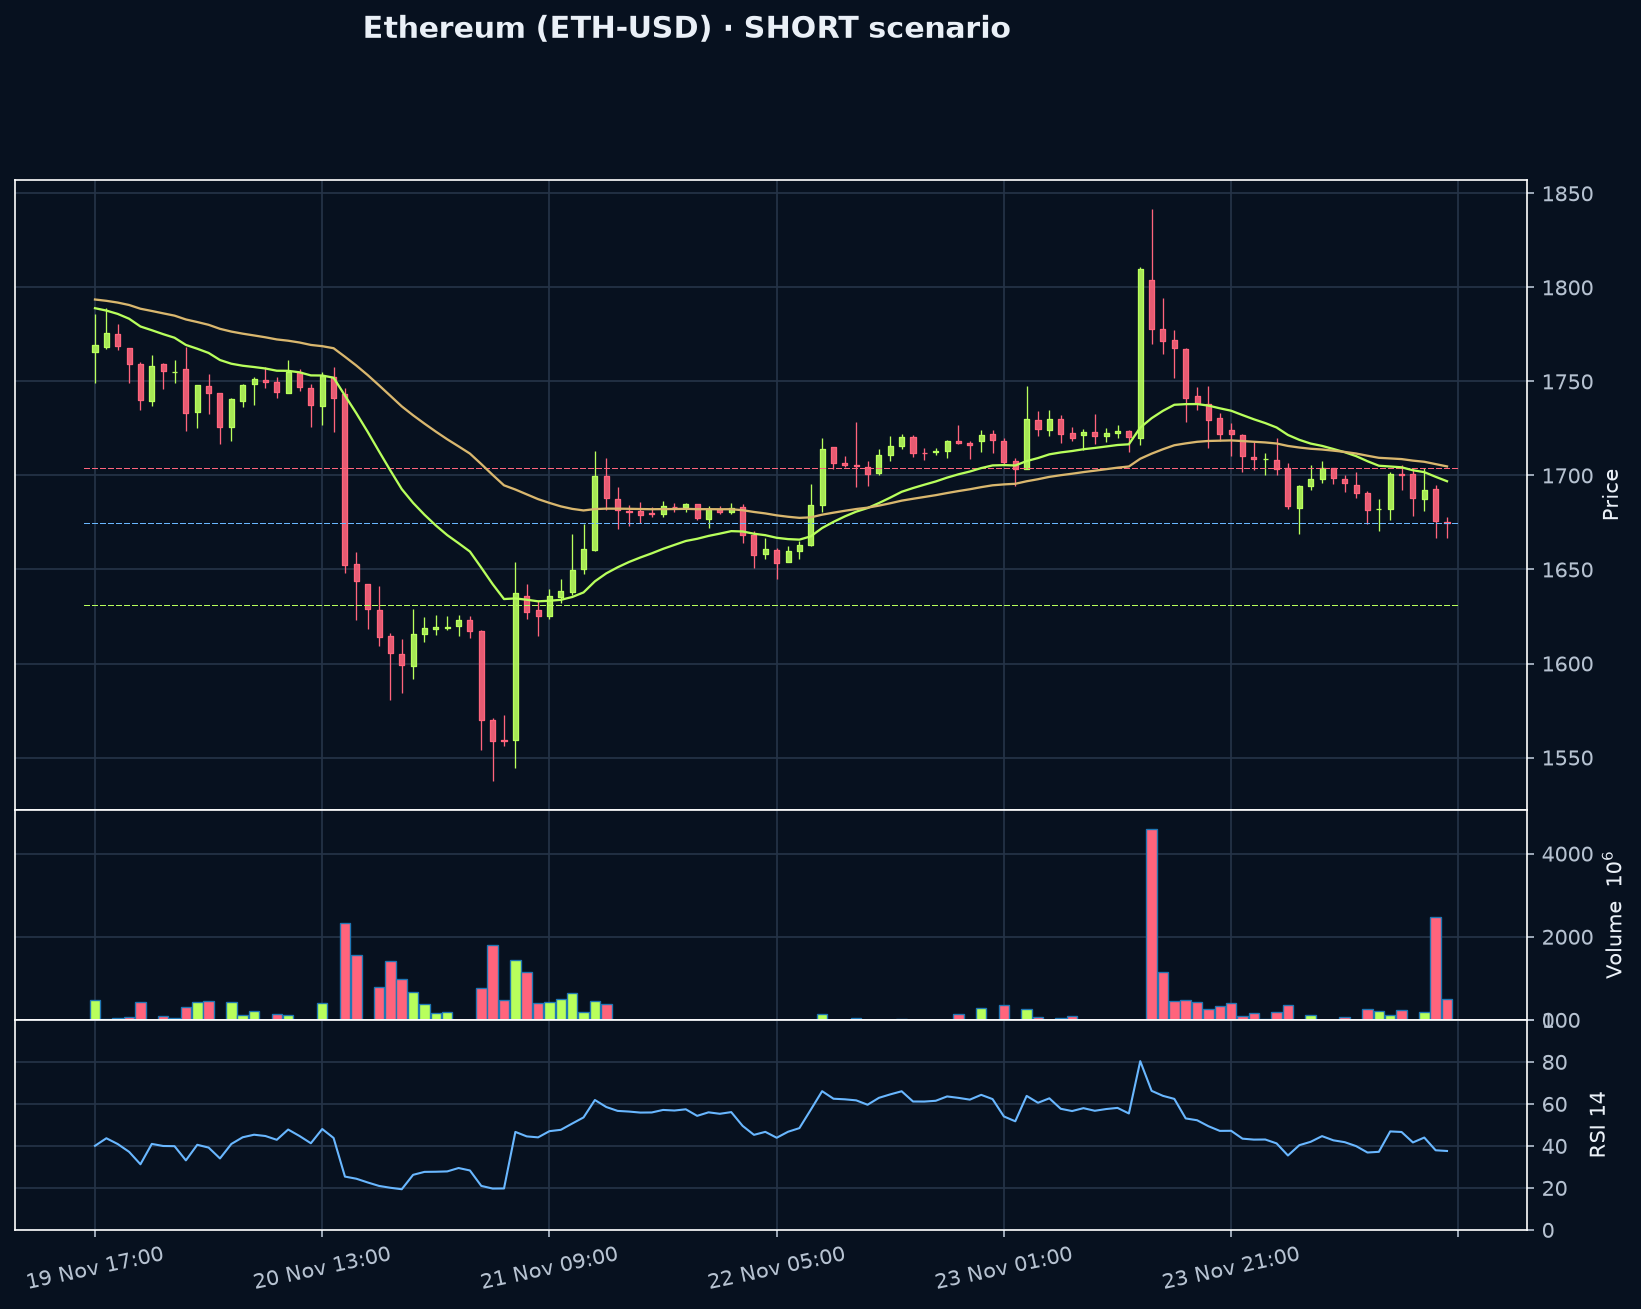 Ethereum (ETH-USD) · SHORT scenario
1850
1800
1750
1700
1650
1600
1550
Price
4000
2000
0
Volume 10⁶
100
80
60
40
20
0
RSI 14
19 Nov 17:00
20 Nov 13:00
21 Nov 09:00
22 Nov 05:00
23 Nov 01:00
23 Nov 21:00